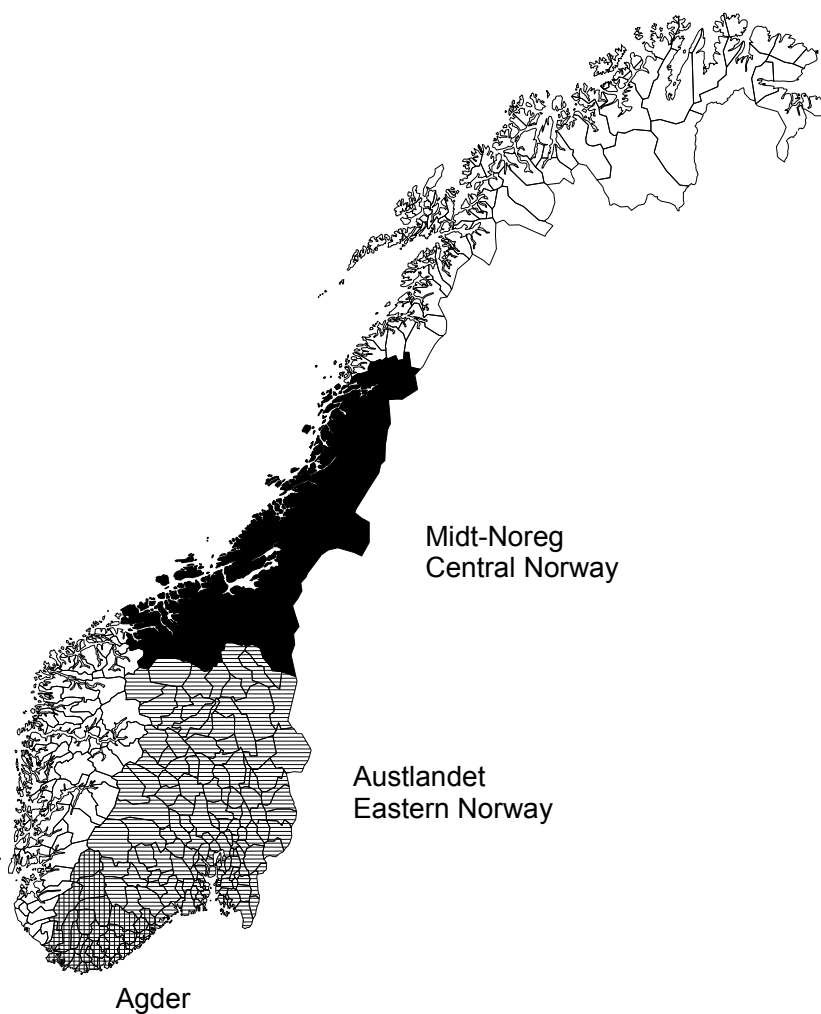 Midt-Noreg
Central Norway
Austlandet
Eastern Norway
Agder